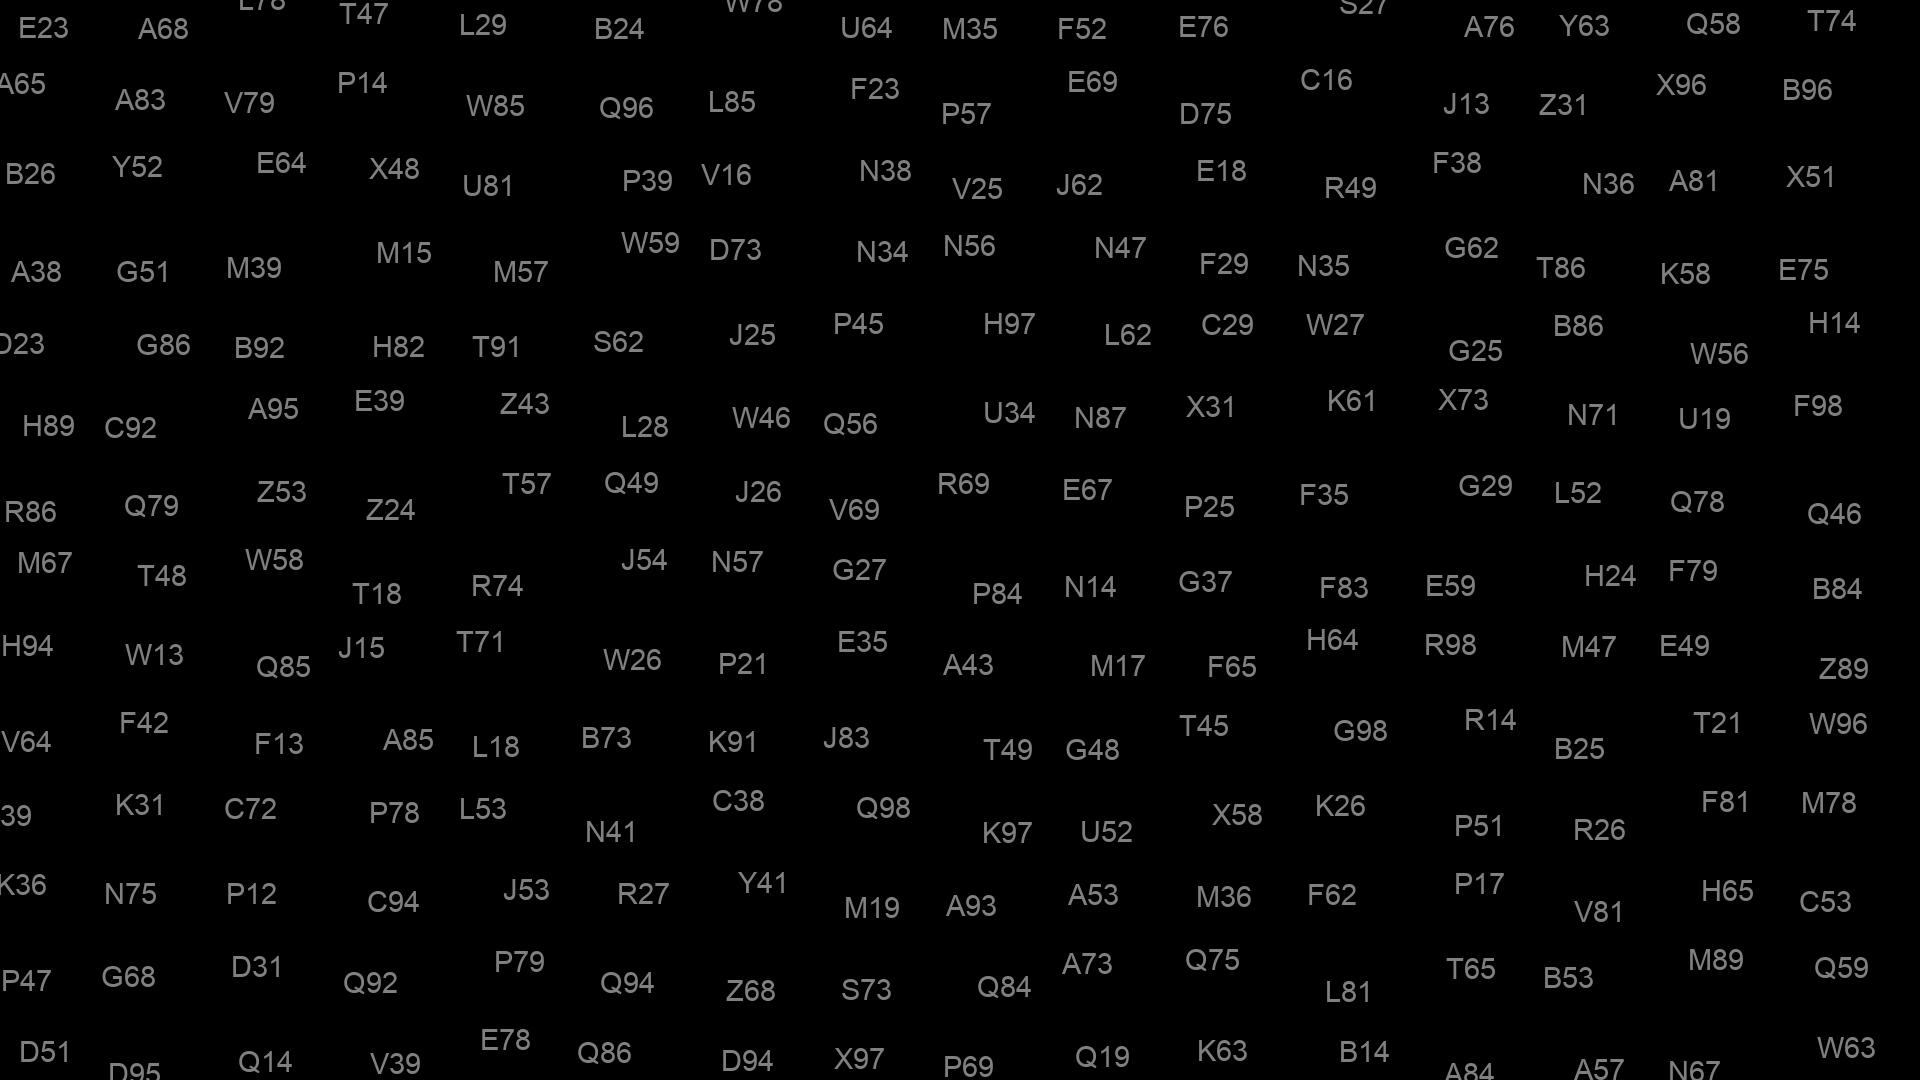 E23 A68 L78 T47 L29 B24 W78 U64 M35 F52 E76 S27 A76 Y63 Q58 T74
A65 A83 V79 P14 W85 Q96 L85 F23 P57 E69 D75 C16 J13 Z31 X96 B96
B26 Y52 E64 X48 U81 P39 V16 N38 V25 J62 E18 R49 F38 N36 A81 X51
A38 G51 M39 M15 M57 W59 D73 N34 N56 N47 F29 N35 G62 T86 K58 E75
D23 G86 B92 H82 T91 S62 J25 P45 H97 L62 C29 W27 G25 B86 W56 H14
H89 C92 A95 E39 Z43 L28 W46 Q56 U34 N87 X31 K61 X73 N71 U19 F98
R86 Q79 Z53 Z24 T57 Q49 J26 V69 R69 E67 P25 F35 G29 L52 Q78 Q46
M67 T48 W58 T18 R74 J54 N57 G27 P84 N14 G37 F83 E59 H24 F79 B84
H94 W13 Q85 J15 T71 W26 P21 E35 A43 M17 F65 H64 R98 M47 E49 Z89
V64 F42 F13 A85 L18 B73 K91 J83 T49 G48 T45 G98 R14 B25 T21 W96
39 K31 C72 P78 L53 N41 C38 Q98 K97 U52 X58 K26 P51 R26 F81 M78
K36 N75 P12 C94 J53 R27 Y41 M19 A93 A53 M36 F62 P17 V81 H65 C53
P47 G68 D31 Q92 P79 Q94 Z68 S73 Q84 A73 Q75 L81 T65 B53 M89 Q59
D51 D95 Q14 V39 E78 Q86 D94 X97 P69 Q19 K63 B14 A84 A57 N67 W63